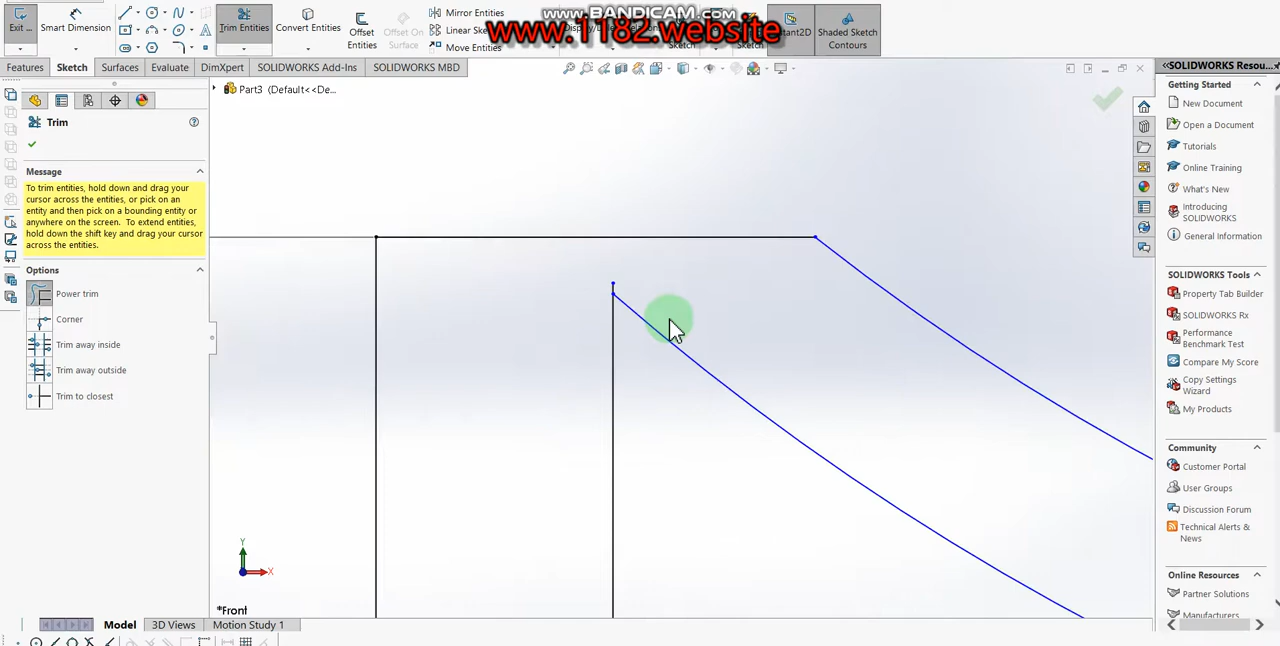 www.BANDICAM.com
www.1182.website
Exit ...
Smart Dimension
Trim Entities
Convert Entities
Offset Entities
Offset On Surface
Mirror Entities
Linear Ske
Move Entities
Sketch
Sketch
tant2D
Shaded Sketch Contours
Features
Sketch
Surfaces
Evaluate
DimXpert
SOLIDWORKS Add-Ins
SOLIDWORKS MBD
Part3 (Default<<De...
Trim
Message
To trim entities, hold down and drag your
cursor across the entities, or pick on an
entity and then pick on a bounding entity or
anywhere on the screen. To extend entities,
hold down the shift key and drag your cursor
across the entities.
Options
Power trim
Corner
Trim away inside
Trim away outside
Trim to closest
Y
X
*Front
Model
3D Views
Motion Study 1
<<SOLIDWORKS Resou...
Getting Started
New Document
Open a Document
Tutorials
Online Training
What's New
Introducing
SOLIDWORKS
General Information
SOLIDWORKS Tools
Property Tab Builder
SOLIDWORKS Rx
Performance
Benchmark Test
Compare My Score
Copy Settings
Wizard
My Products
Community
Customer Portal
User Groups
Discussion Forum
Technical Alerts &
News
Online Resources
Partner Solutions
Manufacturers